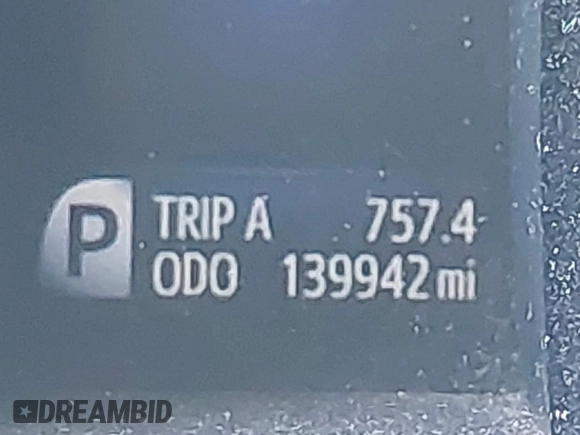 P
TRIP A 757.4
ODO 139942 mi
DREAMBID